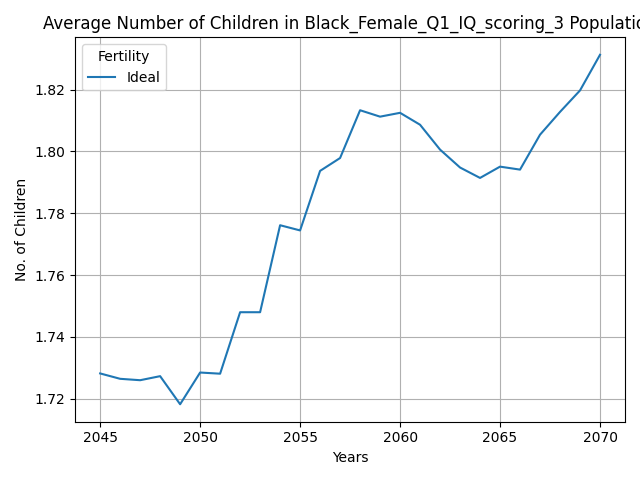 Average Number of Children in Black_Female_Q1_IQ_scoring_3
Fertility
Ideal
1.82
1.80
1.78
1.76
1.74
1.72
No. of Children
2045 2050 2055 2060 2065 2070
Years